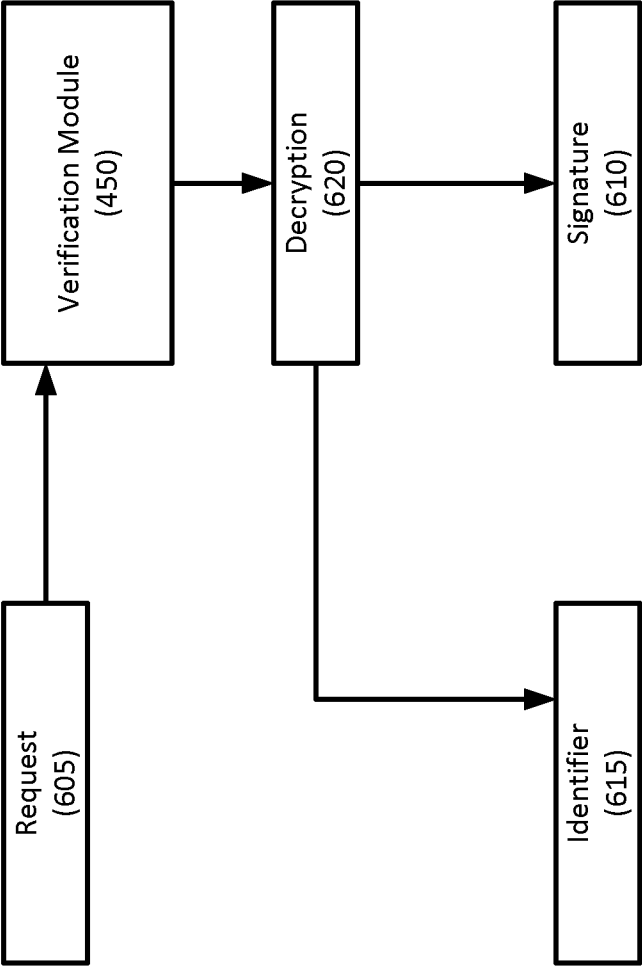 Request
(605)
Verification Module
(450)
Decryption
(620)
Identifier
(615)
Signature
(610)